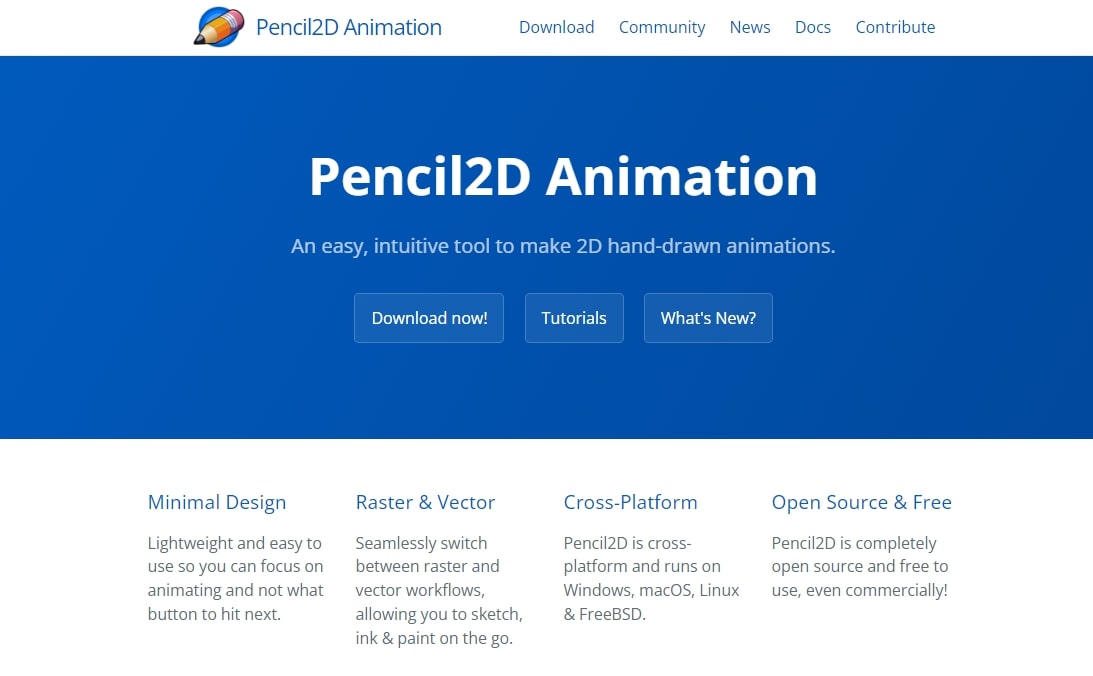 Pencil2D Animation
Download
Community
News
Docs
Contribute
Pencil2D Animation
An easy, intuitive tool to make 2D hand-drawn animations.
Download now!
Tutorials
What's New?
Minimal Design
Lightweight and easy to
use so you can focus on
animating and not what
button to hit next.
Raster & Vector
Seamlessly switch
between raster and
vector workflows,
allowing you to sketch,
ink & paint on the go.
Cross-Platform
Pencil2D is cross-
platform and runs on
Windows, macOS, Linux
& FreeBSD.
Open Source & Free
Pencil2D is completely
open source and free to
use, even commercially!